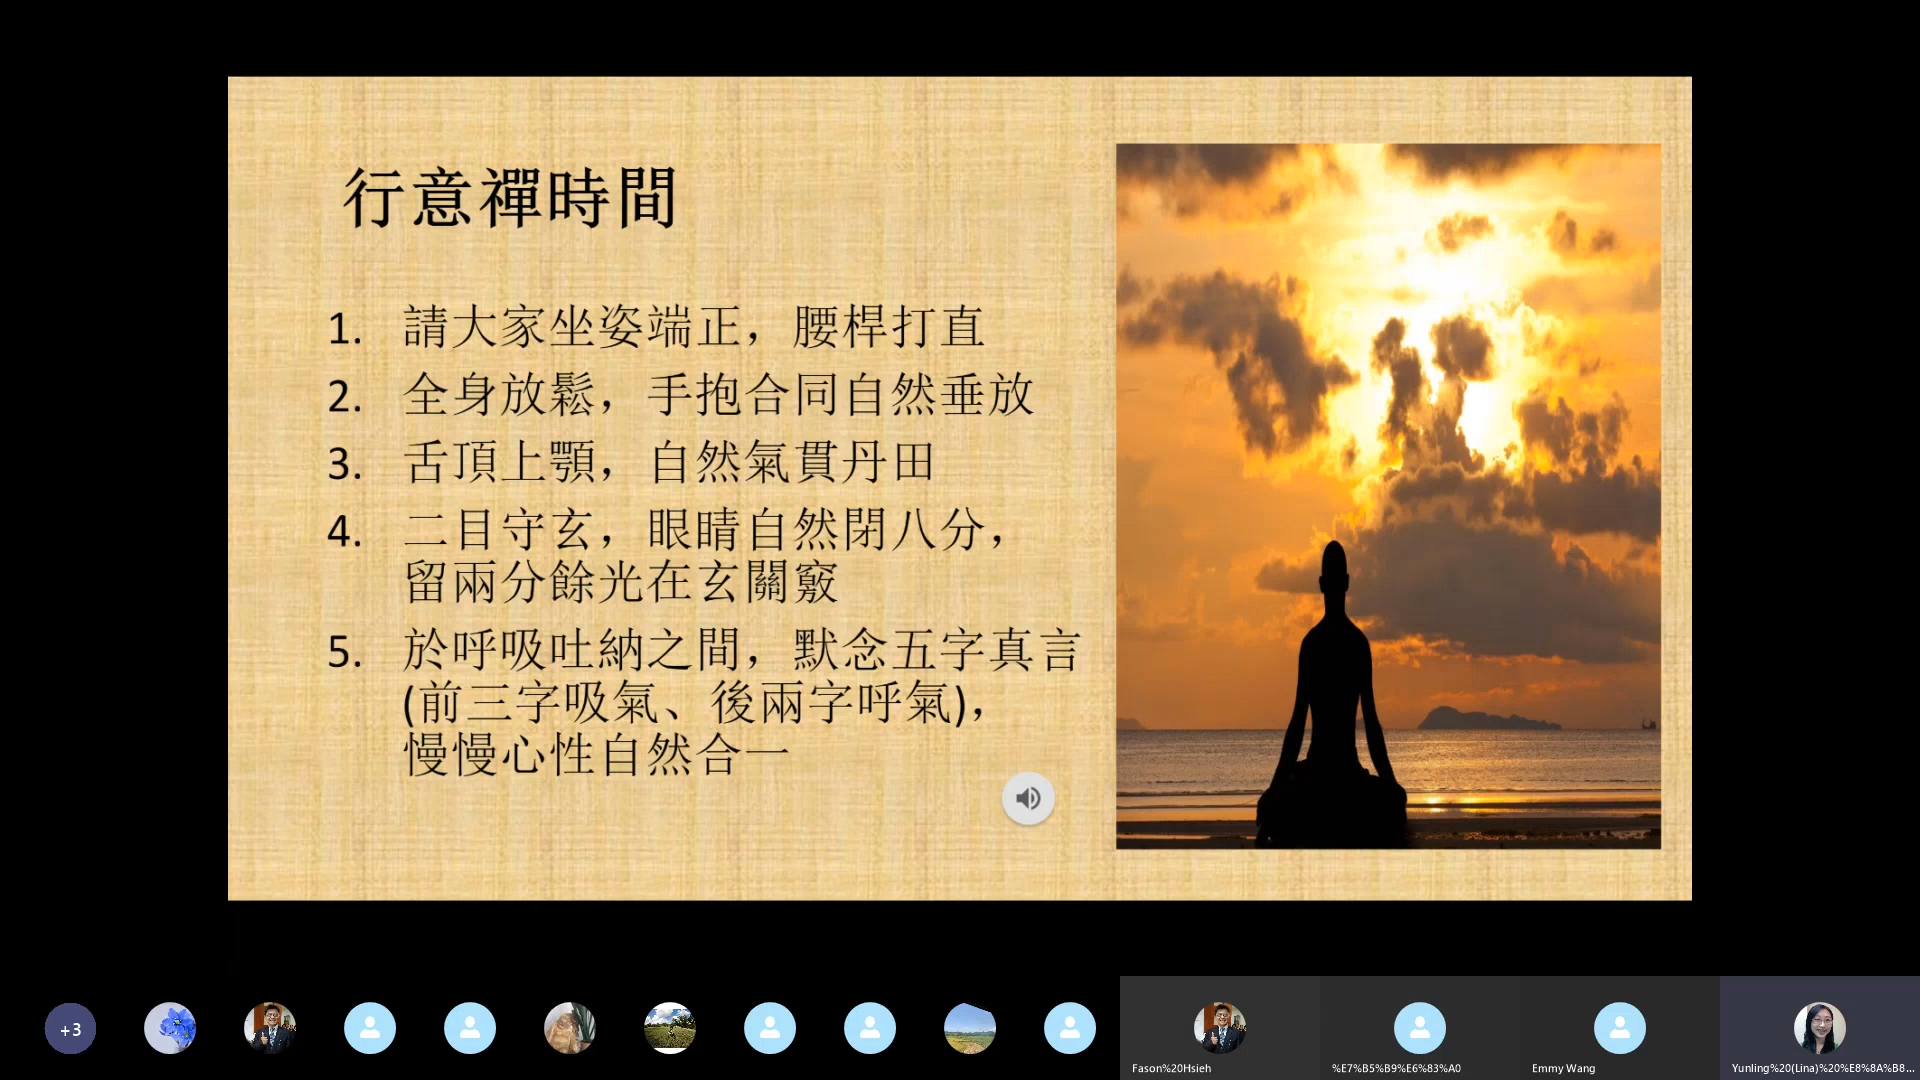 行意禪時間
1. 請大家坐姿端正，腰桿打直
2. 全身放鬆，手抱合同自然垂放
3. 舌頂上顎，自然氣貫丹田
4. 二目守玄，眼睛自然閉八分，
留兩分餘光在玄關竅
5. 於呼吸吐納之間，默念五字真言
(前三字吸氣、後兩字呼氣)，
慢慢心性自然合一
+3
Fason%20Hsieh
%E7%B5%B9%E6%83%A0
Emmy Wang
Yunling%20(Lina)%20%E8%8A%B8...